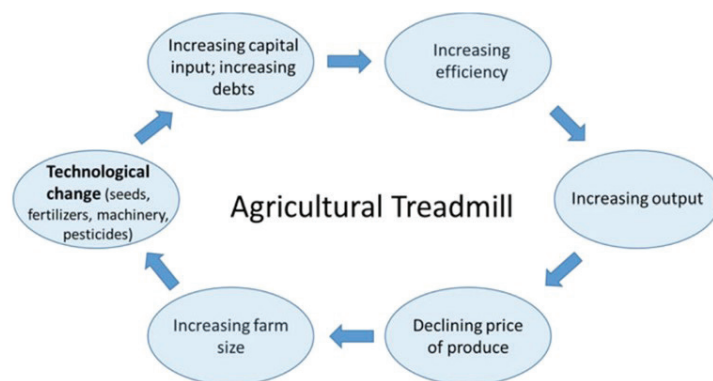 Increasing capital
input; increasing
debts
Increasing
efficiency
Technological
change (seeds,
fertilizers, machinery,
pesticides)
Agricultural Treadmill
Increasing output
Increasing farm
size
Declining price
of produce